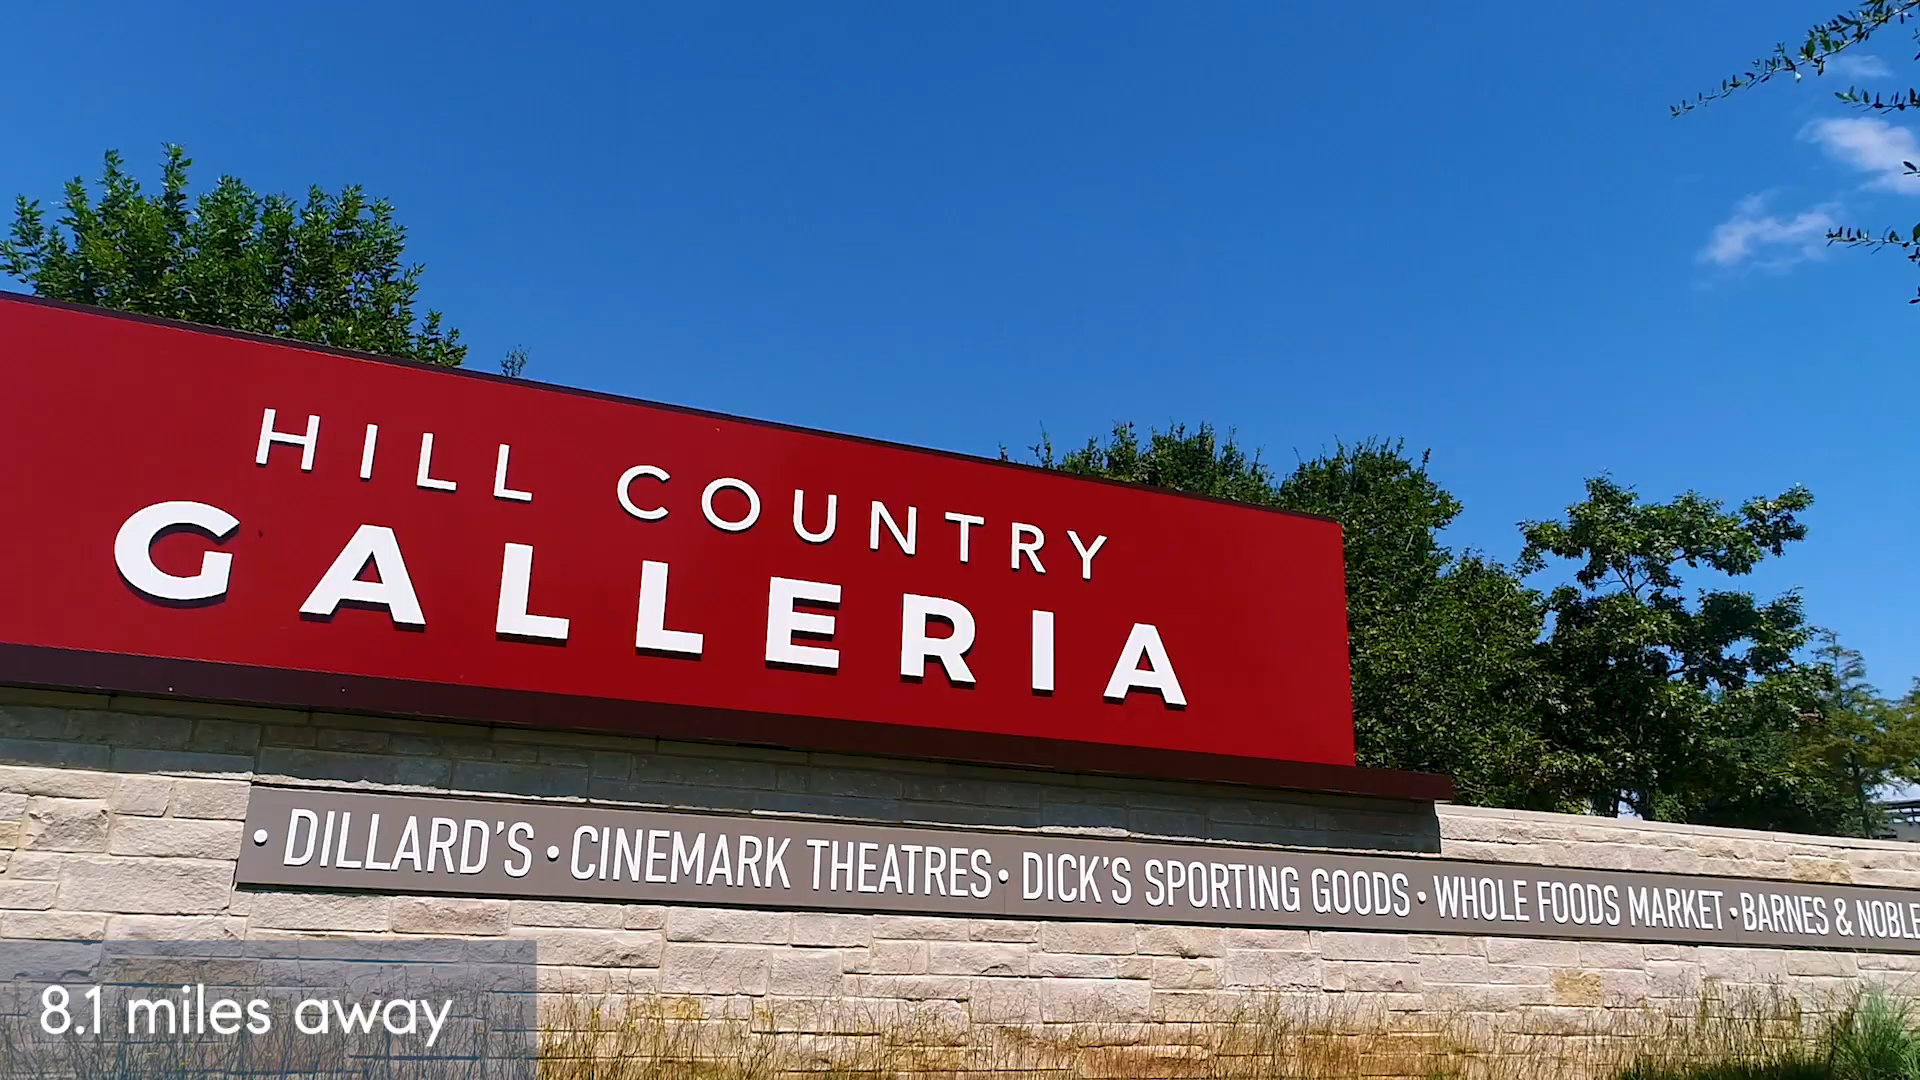 HILL COUNTRY
GALLERIA
• DILLARD'S • CINEMARK THEATRES • DICK'S SPORTING GOODS • WHOLE FOODS MARKET • BARNES & NOBLE
8.1 miles away